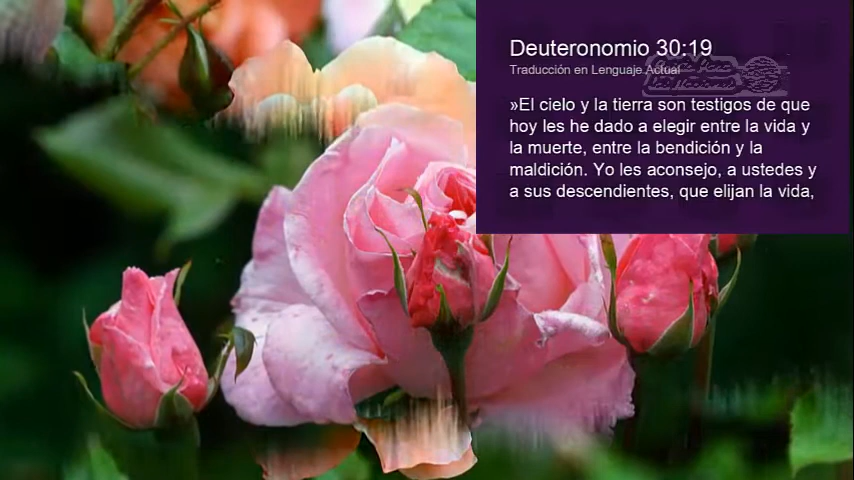 Deuteronomio 30:19
Traducción en Lenguaje Actual
»El cielo y la tierra son testigos de que
hoy les he dado a elegir entre la vida y
la muerte, entre la bendición y la
maldición. Yo les aconsejo, a ustedes y
a sus descendientes, que elijan la vida,